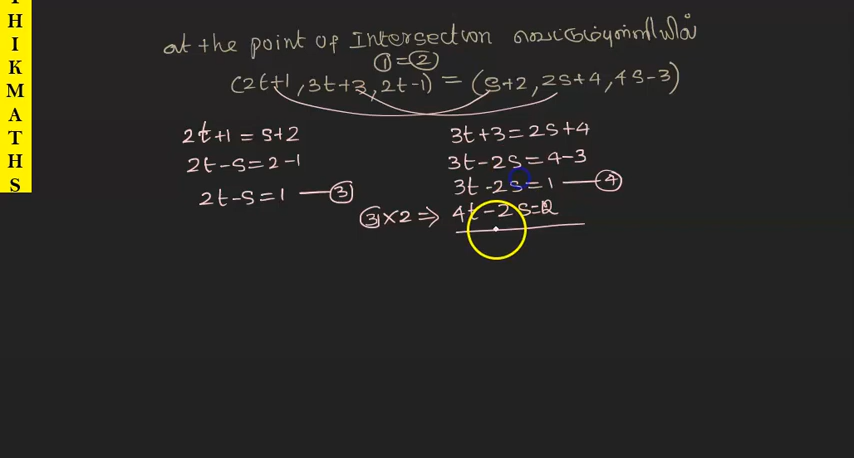 T
H
I
K
M
A
T
H
S
at the point of Intersection வெட்டும்புள்ளியில்
① = ②
(2t+1, 3t+3, 2t-1) = (s+2, 2s+4, 4s-3)
2t+1 = s+2
2t-s = 2-1
2t-s = 1 — ③
3t+3 = 2s+4
3t-2s = 4-3
3t-2s = 1 — ④
③×2 ⇒ 4t-2s = 2